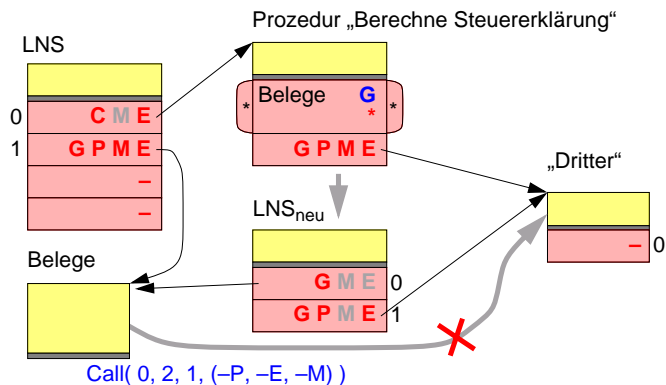 Prozedur „Berechne Steuererklärung“
LNS
0 C M E
1 G P M E
–
–
* Belege G *
*
G P M E
„Dritter“
– 0
LNSneu
G M E 0
G P M E 1
Belege
Call( 0, 2, 1, (–P, –E, –M) )